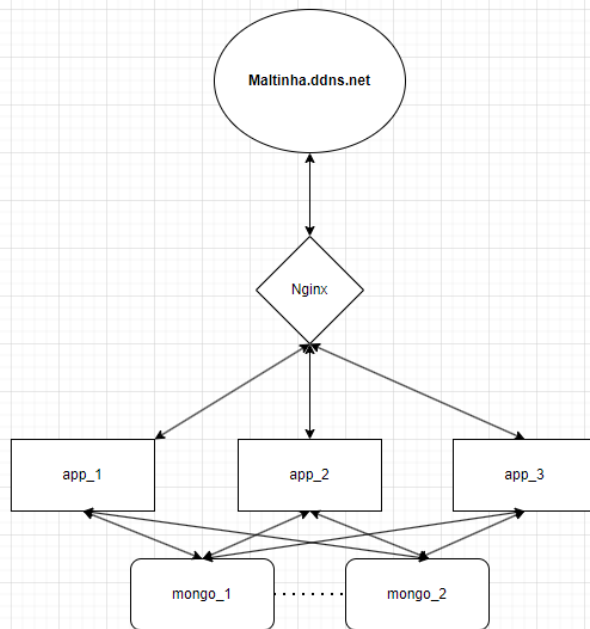 Maltinha.ddns.net
Nginx
app_1
app_2
app_3
mongo_1
mongo_2